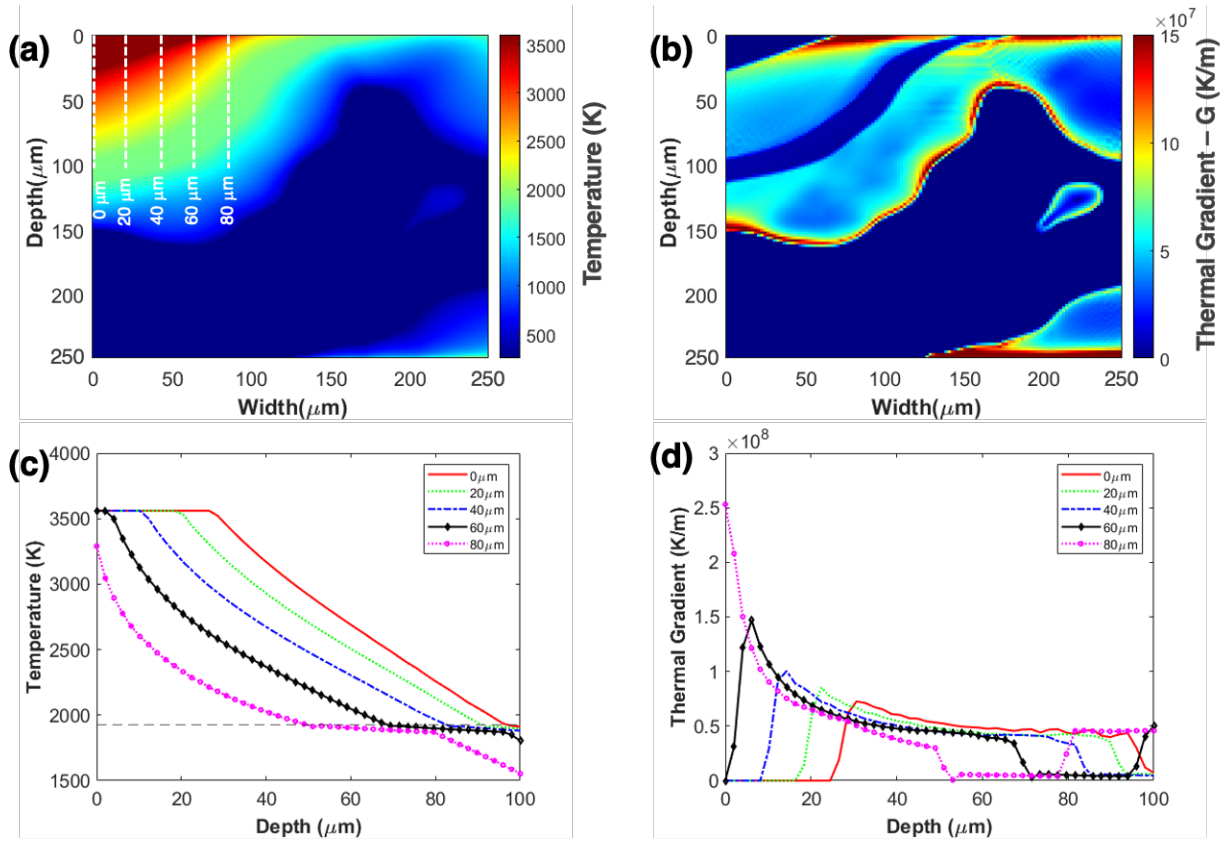 (a)
0
50
100
150
200
250
Depth(μm)
0 μm
20 μm
40 μm
60 μm
80 μm
0 50 100 150 200 250
Width(μm)
3500
3000
2500
2000
1500
1000
500
Temperature (K)
(b)
0
50
100
150
200
250
Depth(μm)
0 50 100 150 200 250
Width(μm)
×10⁷
15
10
5
0
Thermal Gradient – G (K/m)
(c)
4000
3500
3000
2500
2000
1500
Temperature (K)
0 20 40 60 80 100
Depth (μm)
0μm
20μm
40μm
60μm
80μm
(d)
×10⁸
3
2.5
2
1.5
1
0.5
0
Thermal Gradient (K/m)
0 20 40 60 80 100
Depth (μm)
0μm
20μm
40μm
60μm
80μm